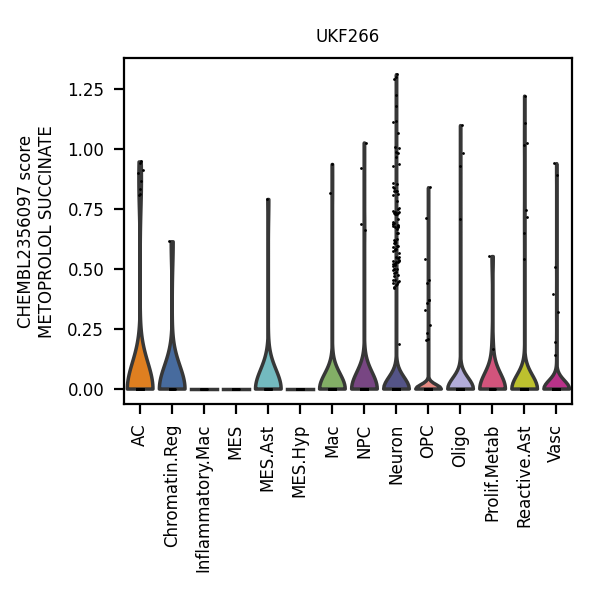 UKF266
CHEMBL2356097 score
METOPROLOL SUCCINATE
1.25
1.00
0.75
0.50
0.25
0.00
AC
Chromatin.Reg
Inflammatory.Mac
MES
MES.Ast
MES.Hyp
Mac
NPC
Neuron
OPC
Oligo
Prolif.Metab
Reactive.Ast
Vasc